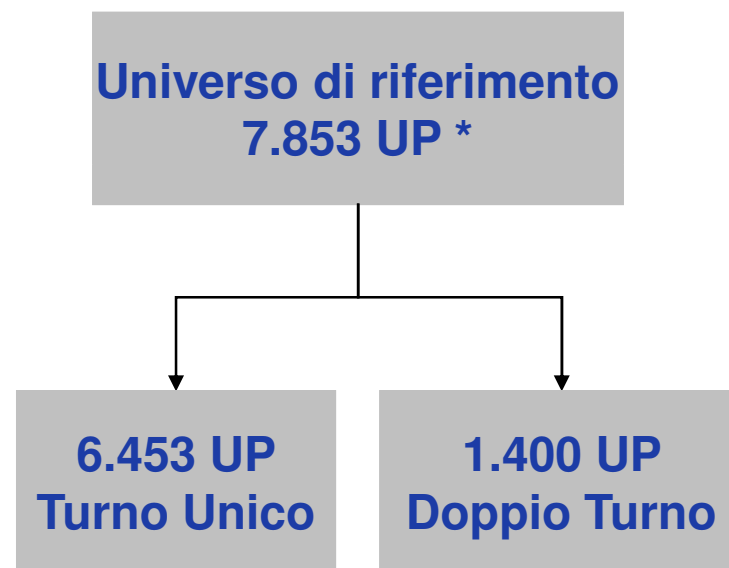 Universo di riferimento
7.853 UP *
6.453 UP
Turno Unico
1.400 UP
Doppio Turno